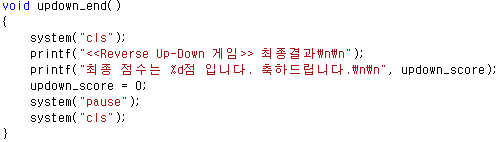 void updown_end()
{
system("cls");
printf("<<Reverse Up-Down 게임>> 최종결과₩n₩n");
printf("최종 점수는 %d점 입니다. 축하드립니다.₩n₩n", updown_score);
updown_score = 0;
system("pause");
system("cls");
}